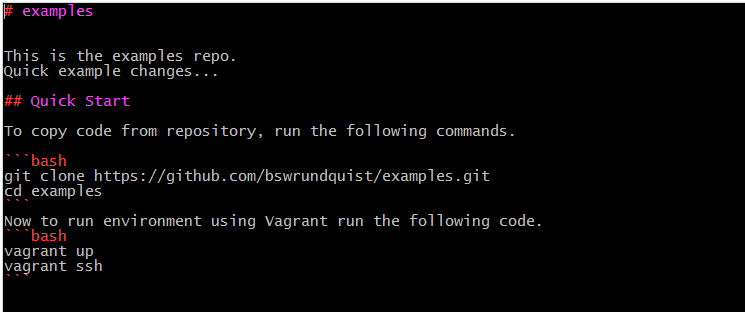 # examples
This is the examples repo.
Quick example changes...
## Quick Start
To copy code from repository, run the following commands.
```bash
git clone https://github.com/bswrundquist/examples.git
cd examples
```
Now to run environment using Vagrant run the following code.
```bash
vagrant up
vagrant ssh
```